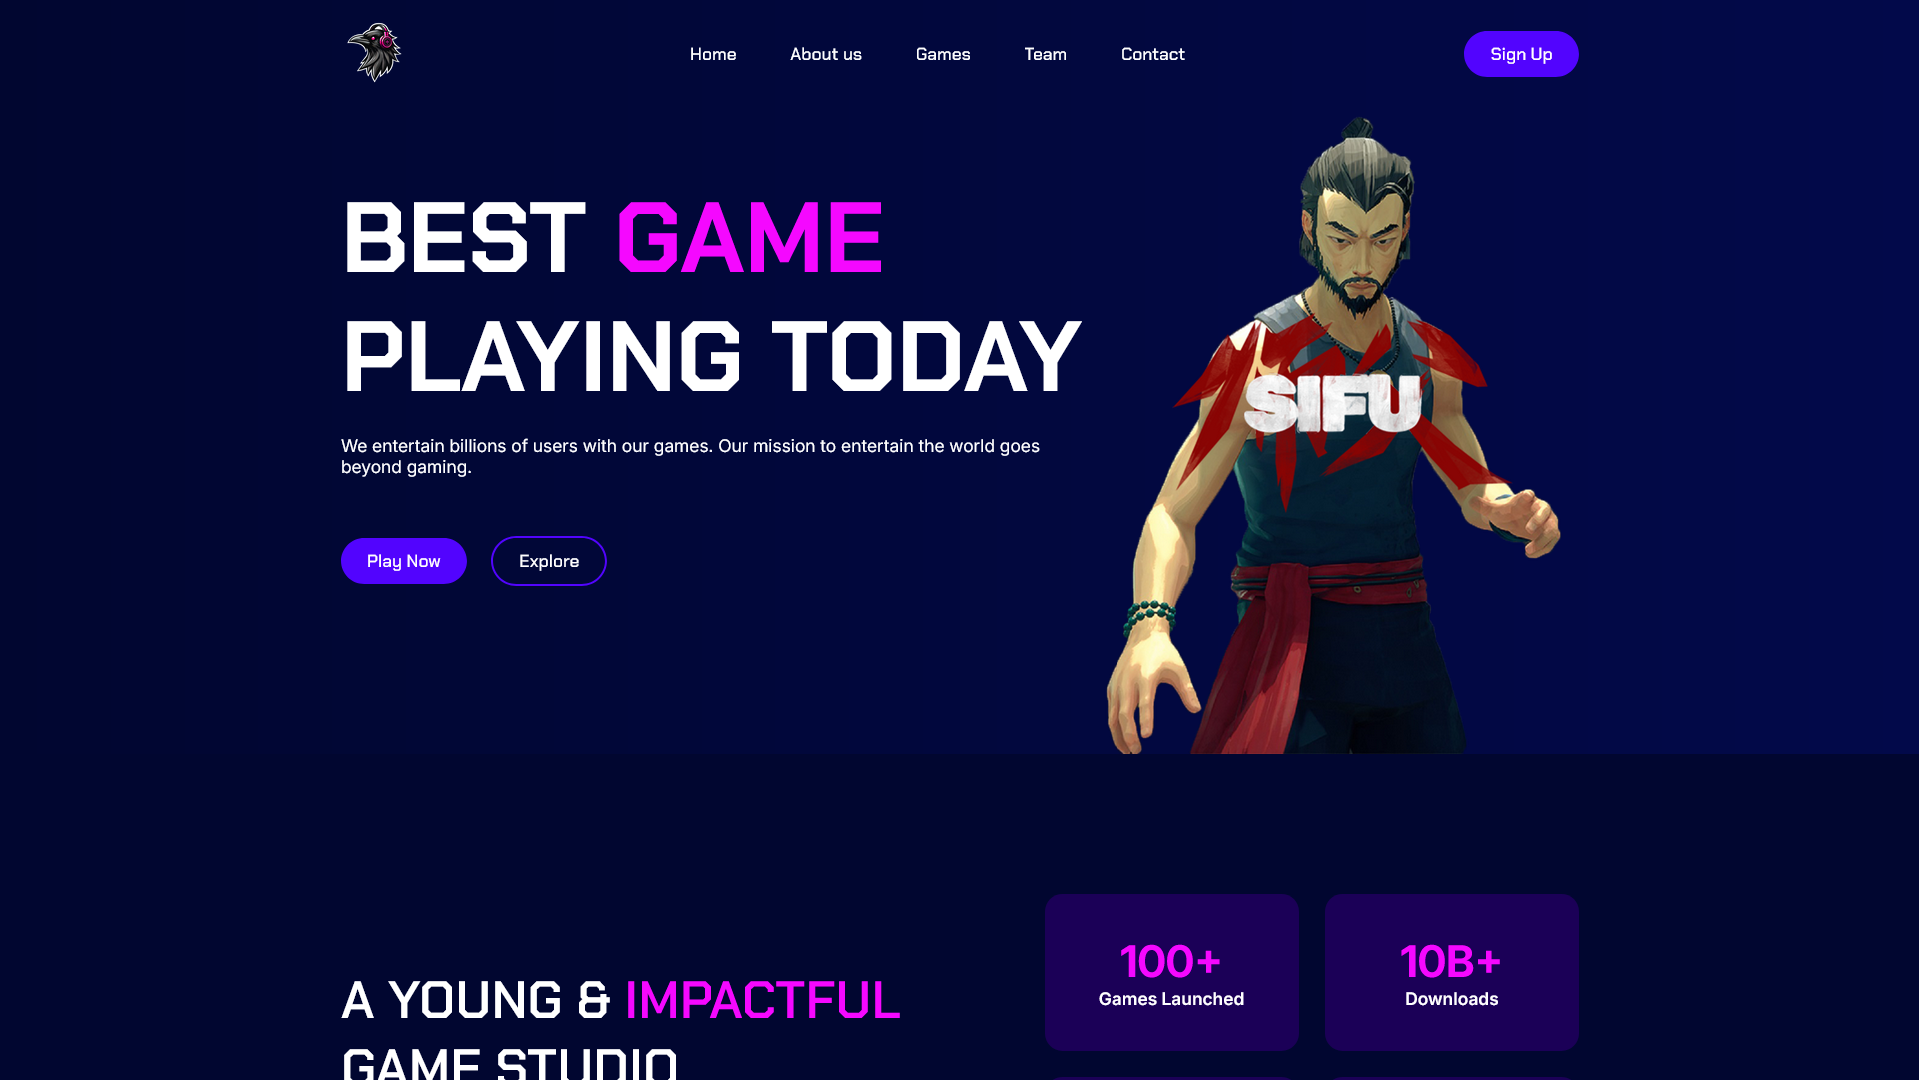 Home
About us
Games
Team
Contact
Sign Up
BEST GAME
PLAYING TODAY
We entertain billions of users with our games. Our mission to entertain the world goes
beyond gaming.
Play Now
Explore
SIFU
100+
Games Launched
10B+
Downloads
A YOUNG & IMPACTFUL
GAME STUDIO